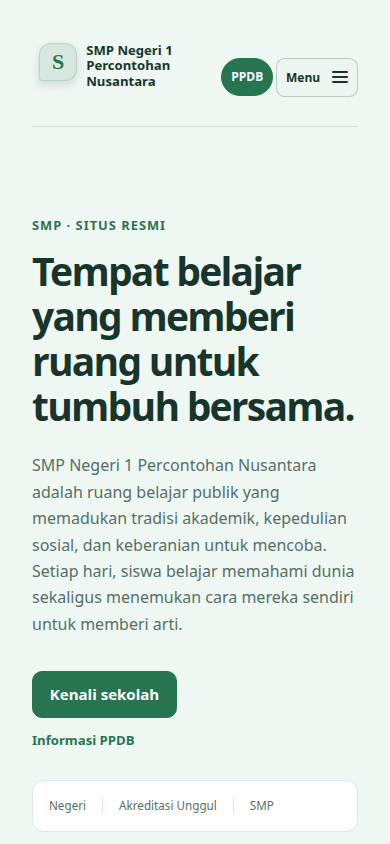 S
SMP Negeri 1
Percontohan
Nusantara
PPDB
Menu
SMP · SITUS RESMI
Tempat belajar
yang memberi
ruang untuk
tumbuh bersama.
SMP Negeri 1 Percontohan Nusantara
adalah ruang belajar publik yang
memadukan tradisi akademik, kepedulian
sosial, dan keberanian untuk mencoba.
Setiap hari, siswa belajar memahami dunia
sekaligus menemukan cara mereka sendiri
untuk memberi arti.
Kenali sekolah
Informasi PPDB
Negeri
Akreditasi Unggul
SMP